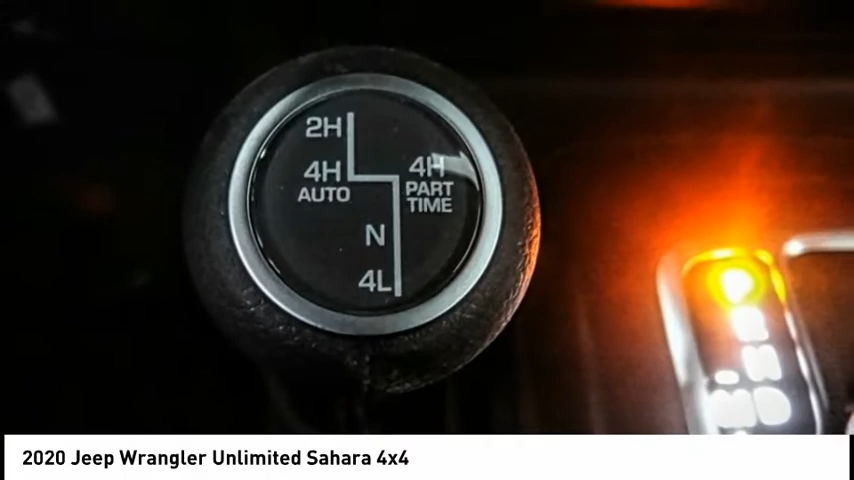 2H
4H
AUTO
4H
PART
TIME
N
4L
P
R
N
D
2020 Jeep Wrangler Unlimited Sahara 4x4